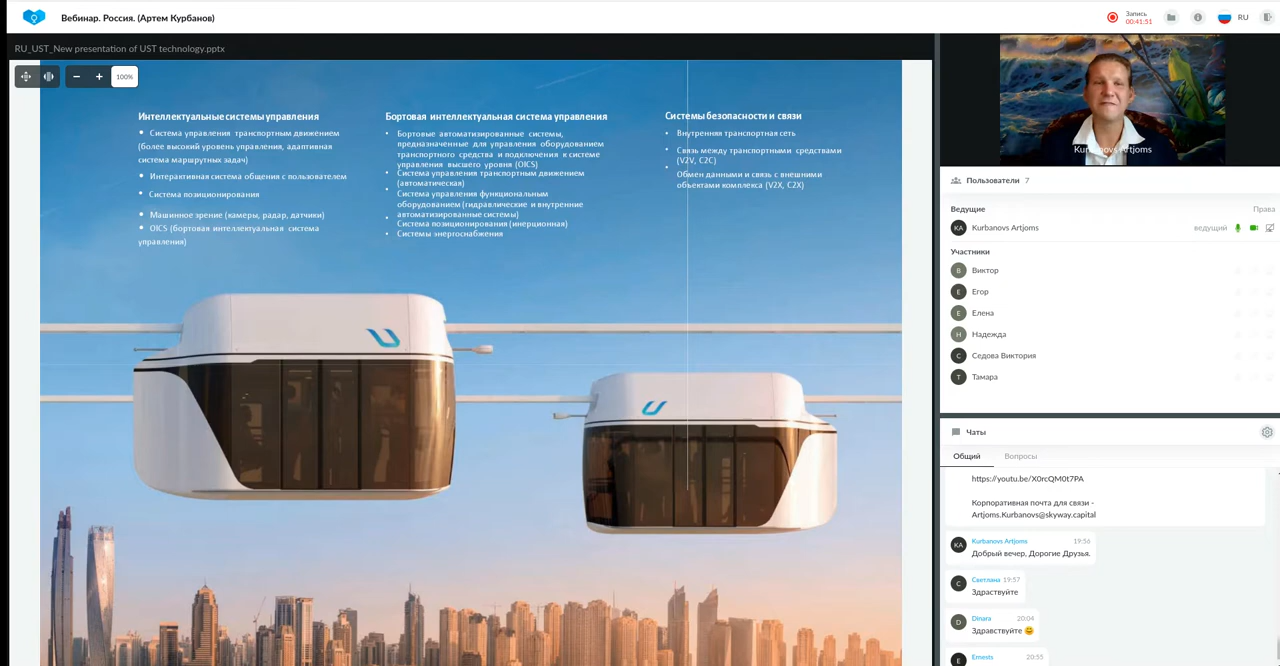 Вебинар. Россия. (Артем Курбанов)
Запись
00:41:51
RU
RU_UST_New presentation of UST technology.pptx
100%
Интеллектуальные системы управления
• Система управления транспортным движением
(более высокий уровень управления, адаптивная
система маршрутных задач)
• Интерактивная система общения с пользователем
• Система позиционирования
• Машинное зрение (камеры, радар, датчики)
• OICS (бортовая интеллектуальная система
управления)
Бортовая интеллектуальная система управления
• Бортовые автоматизированные системы,
предназначенные для управления оборудованием
транспортного средства и подключения к системе
управления высшего уровня (OICS)
• Система управления транспортным движением
(автоматическая)
• Система управления функциональным
оборудованием (гидравлические и внутренние
автоматизированные системы)
• Система позиционирования (инерционная)
• Системы энергоснабжения
Системы безопасности и связи
• Внутренняя транспортная сеть
• Связь между транспортными средствами
(V2V, C2C)
• Обмен данными и связь с внешними
объектами комплекса (V2X, C2X)
Kurbanovs Artjoms
Пользователи 7
Ведущие
Права
KA Kurbanovs Artjoms ведущий
Участники
В Виктор
Е Егор
Е Елена
Н Надежда
С Седова Виктория
Т Тамара
Чаты
Общий Вопросы
https://youtu.be/X0rcQM0t7PA
Корпоративная почта для связи -
Artjoms.Kurbanovs@skyway.capital
KA Kurbanovs Artjoms 19:56
Добрый вечер, Дорогие Друзья.
С Светлана 19:57
Здраствуйте
D Dinara 20:04
Здравствуйте 😊
E Ernests 20:55